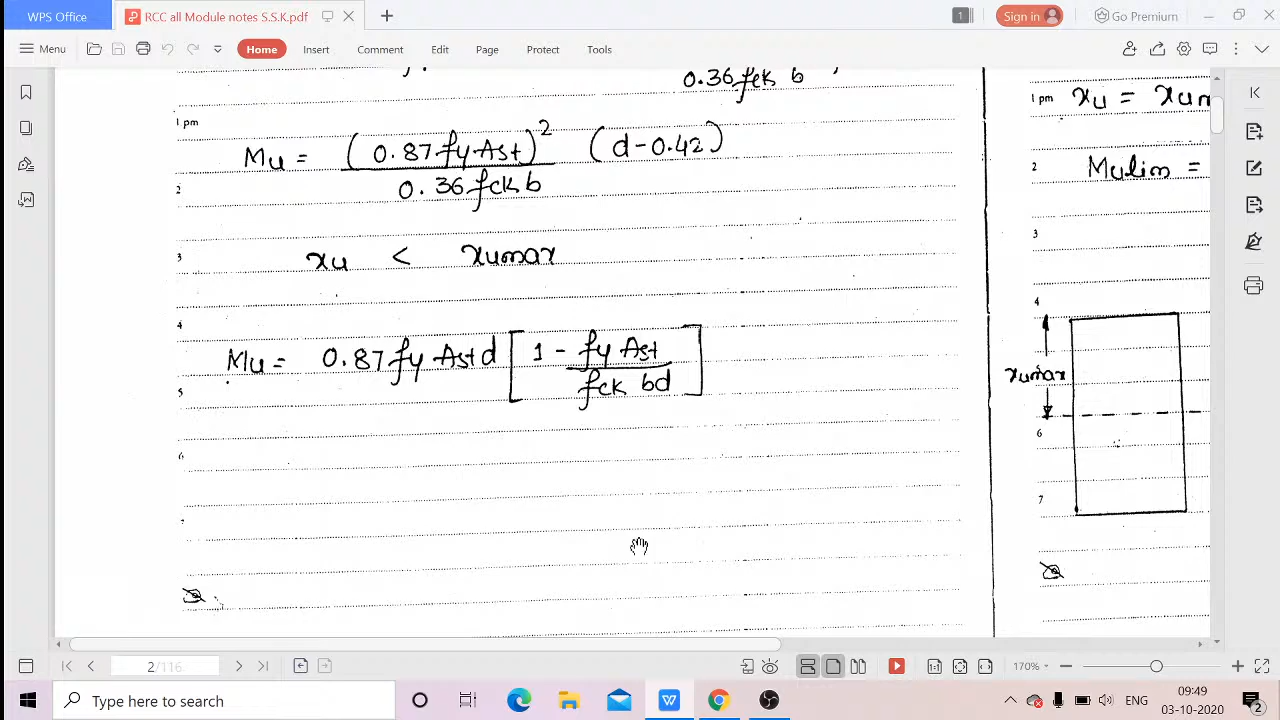 WPS Office
RCC all Module notes S.S.K.pdf
1
Sign in
Go Premium
Menu
Home
Insert
Comment
Edit
Page
Protect
Tools
0.36 fck b
1 pm
Mu = (0.87 fy Ast)² (d-0.42)
0.36 fck b
2
3
xu < xumax
4
Mu = 0.87 fy Ast d [1 - fy Ast
fck bd]
5
6
1 pm xu = xum
2 Mulim =
3
4
xumax
6
7
2/116
170%
Type here to search
ENG
09:49
03-10-2020
2